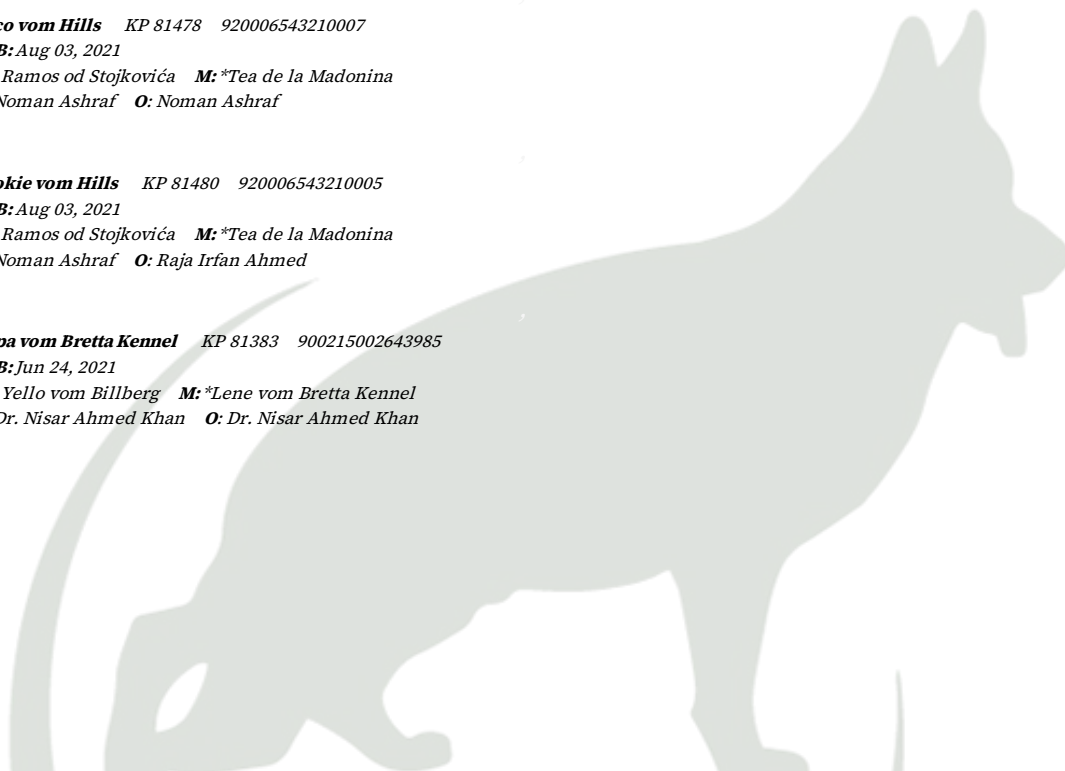 co vom Hills KP 81478 920006543210007
B: Aug 03, 2021
Ramos od Stojkovića M: *Tea de la Madonina
Noman Ashraf O: Noman Ashraf
okie vom Hills KP 81480 920006543210005
B: Aug 03, 2021
Ramos od Stojkovića M: *Tea de la Madonina
Noman Ashraf O: Raja Irfan Ahmed
pa vom Bretta Kennel KP 81383 900215002643985
B: Jun 24, 2021
Yello vom Billberg M: *Lene vom Bretta Kennel
Dr. Nisar Ahmed Khan O: Dr. Nisar Ahmed Khan